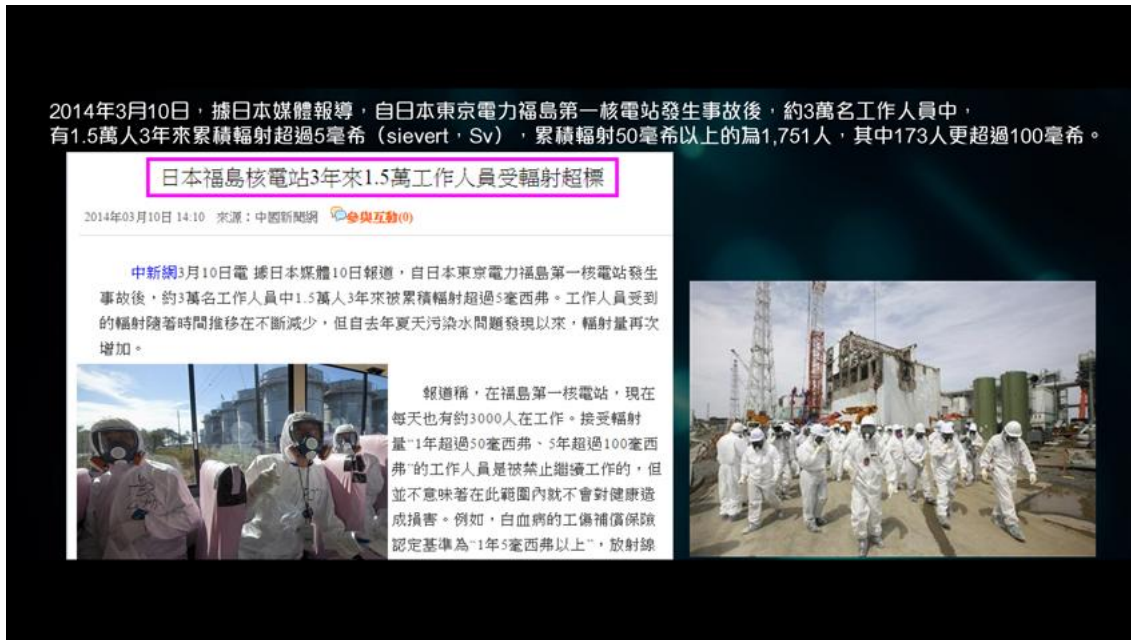 2014年3月10日，據日本媒體報導，自日本東京電力福島第一核電站發生事故後，約3萬名工作人員中，
有1.5萬人3年來累積輻射超過5毫希（sievert，Sv），累積輻射50毫希以上的為1,751人，其中173人更超過100毫希。
日本福島核電站3年來1.5萬工作人員受輻射超標
2014年03月10日 14:10 來源：中國新聞網 參與互動(0)
中新網3月10日電 據日本媒體10日報道，自日本東京電力福島第一核電站發生
事故後，約3萬名工作人員中1.5萬人3年來被累積輻射超過5毫西弗。工作人員受到
的輻射隨著時間推移在不斷減少，但自去年夏天污染水問題發現以來，輻射量再次
增加。
報道稱，在福島第一核電站，現在
每天也有約3000人在工作。接受輻射
量“1年超過50毫西弗、5年超過100毫西
弗”的工作人員是被禁止繼續工作的，但
並不意味著在此範圍內就不會對健康造
成損害。例如，白血病的工傷補償保險
認定基準為“1年5毫西弗以上”，放射線